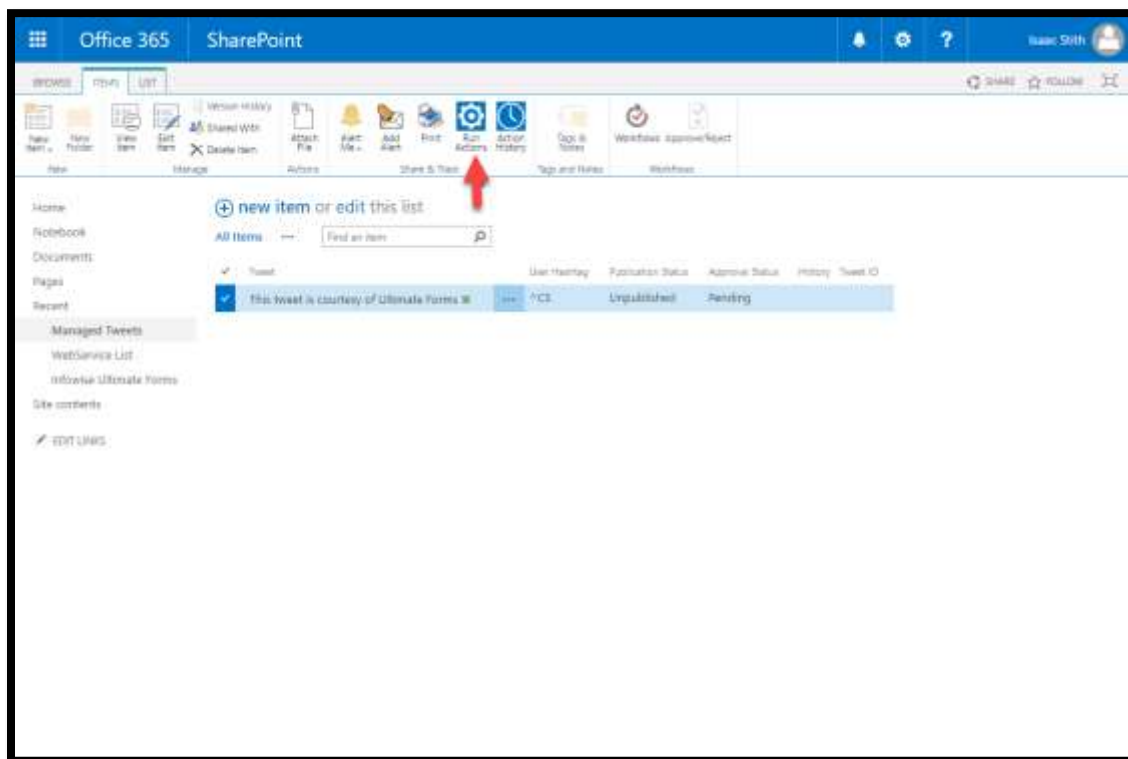 Office 365 SharePoint ? Isaac Stith
BROWSE ITEMS LIST SHARE FOLLOW
New Item New Folder View Item Edit Item Version History Shared With Delete Item Attach File Alert Me Add Alert Print Run Actions Action History Tags & Notes Workflows Approve/Reject
New Manage Actions Share & Track Tags and Notes Workflows
Home
Notebook
Documents
Pages
Recent
Managed Tweets
WebService List
Infowise Ultimate Forms
Site contents
EDIT LINKS
new item or edit this list
All Items ... Find an item
Tweet User Hashtag Publication Status Approval Status History Tweet ID
This tweet is courtesy of Ultimate Forms ... Unpublished Pending